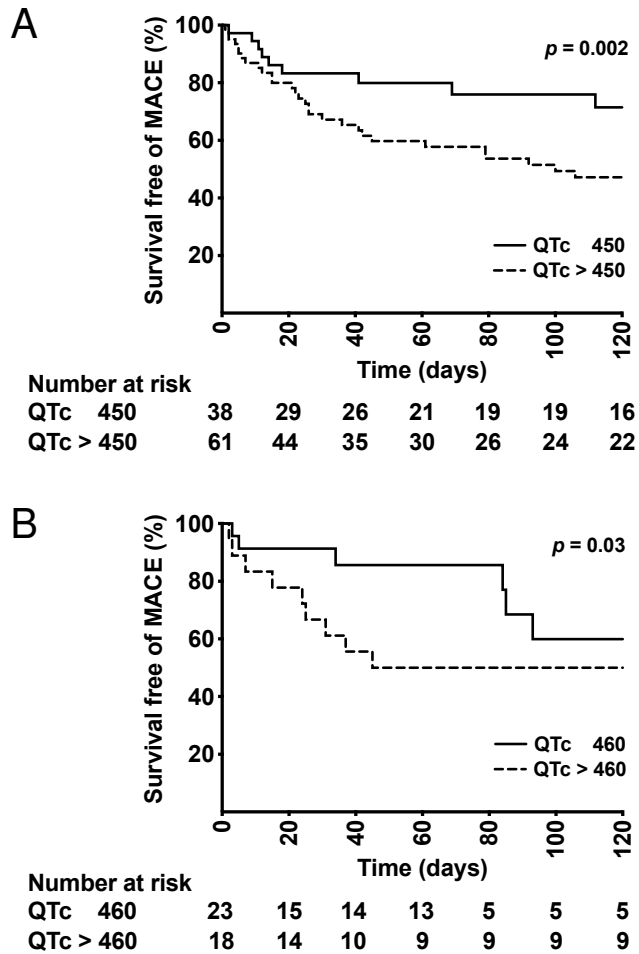 A
Survival free of MACE (%)
100
80
60
40
20
p = 0.002
QTc 450
QTc > 450
0 20 40 60 80 100 120
Time (days)
Number at risk
QTc 450 38 29 26 21 19 19 16
QTc > 450 61 44 35 30 26 24 22
B
Survival free of MACE (%)
100
80
60
40
20
p = 0.03
QTc 460
QTc > 460
0 20 40 60 80 100 120
Time (days)
Number at risk
QTc 460 23 15 14 13 5 5 5
QTc > 460 18 14 10 9 9 9 9